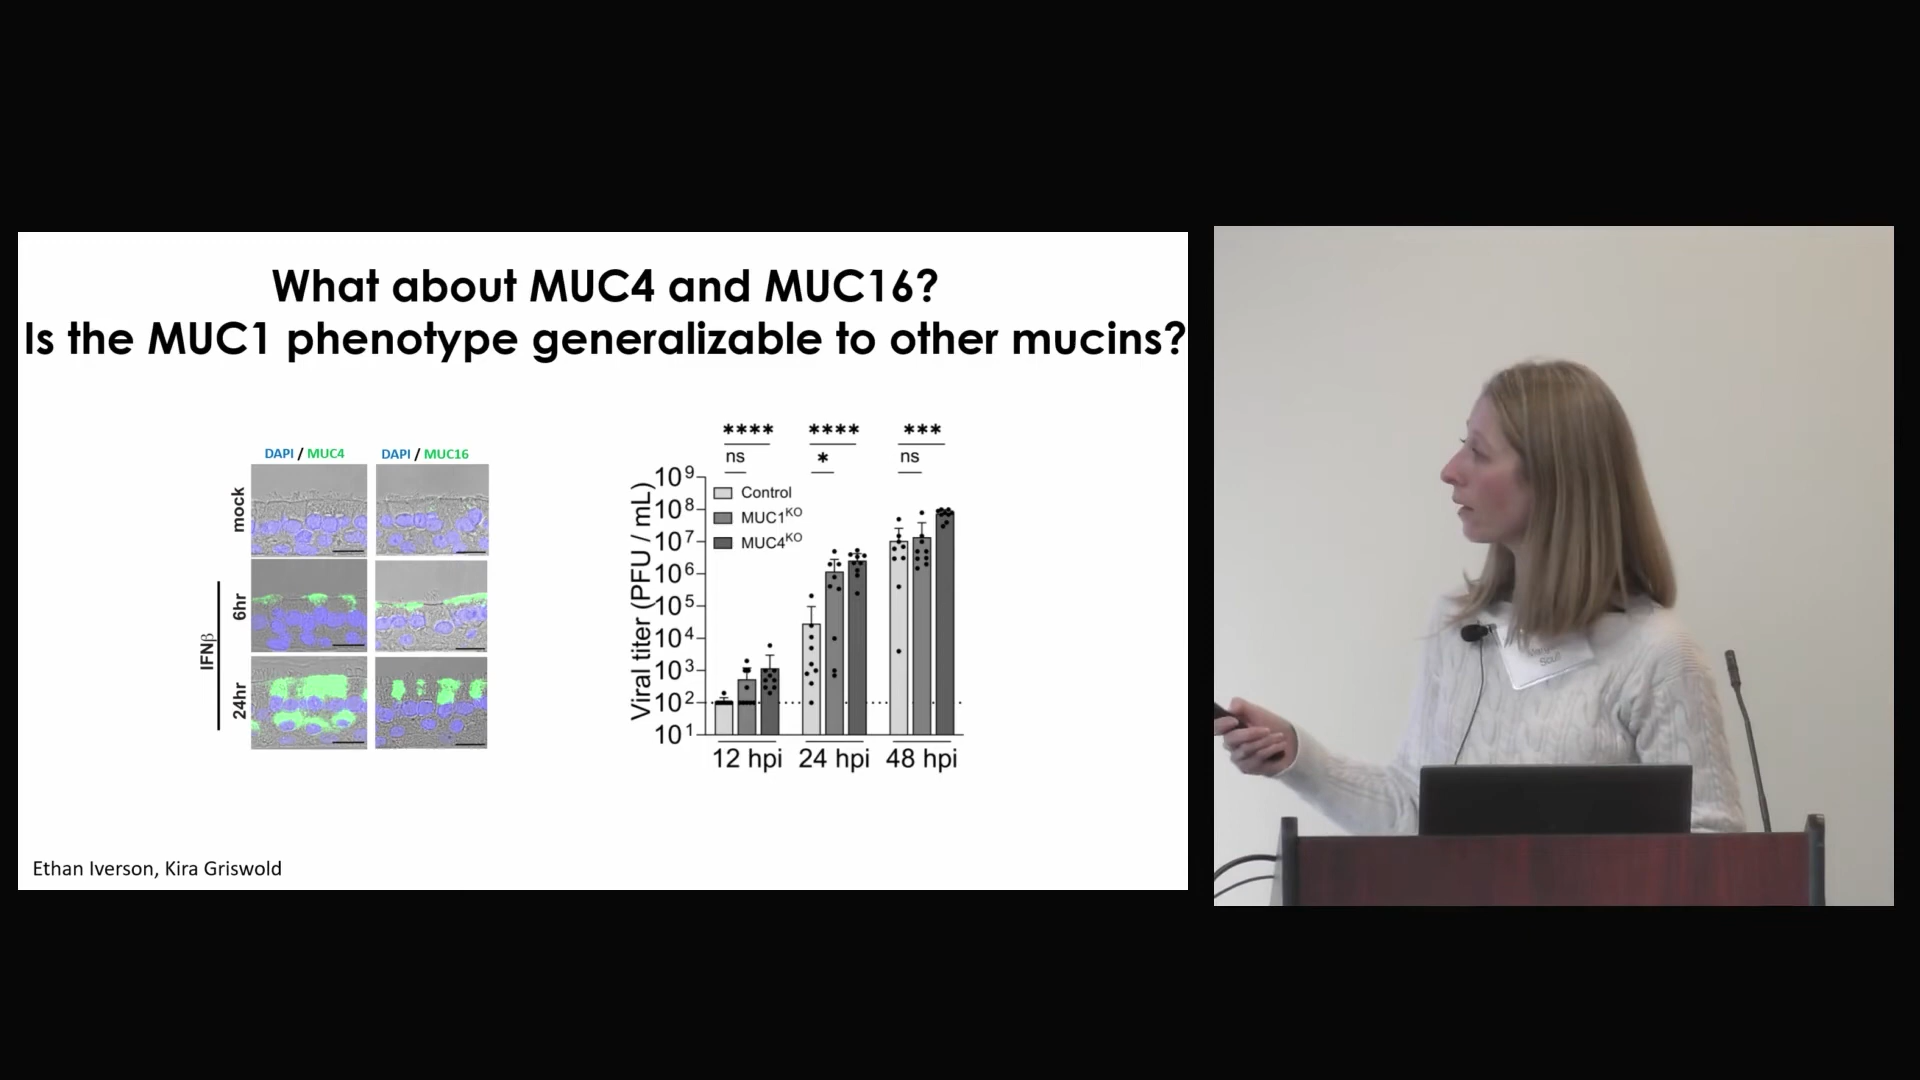 What about MUC4 and MUC16?
Is the MUC1 phenotype generalizable to other mucins?
DAPI / MUC4
DAPI / MUC16
mock
IFNβ
6hr
24hr
**** **** ***
ns * ns
Viral titer (PFU / mL)
10⁹
10⁸
10⁷
10⁶
10⁵
10⁴
10³
10²
10¹
Control
MUC1ᴷᴼ
MUC4ᴷᴼ
12 hpi 24 hpi 48 hpi
Ethan Iverson, Kira Griswold